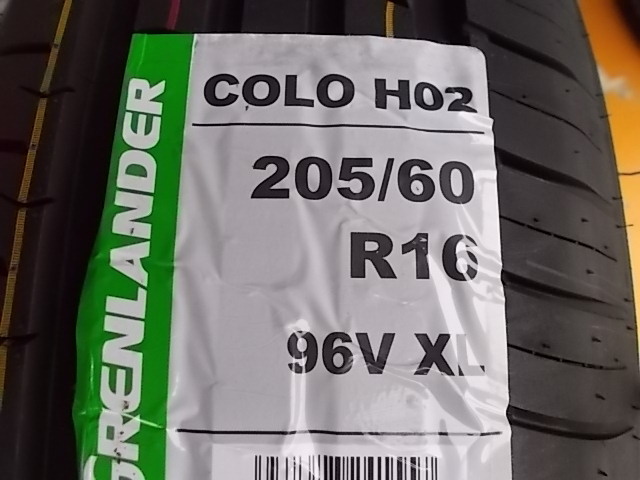 GRENLANDER
COLO H02
205/60
R16
96V XL